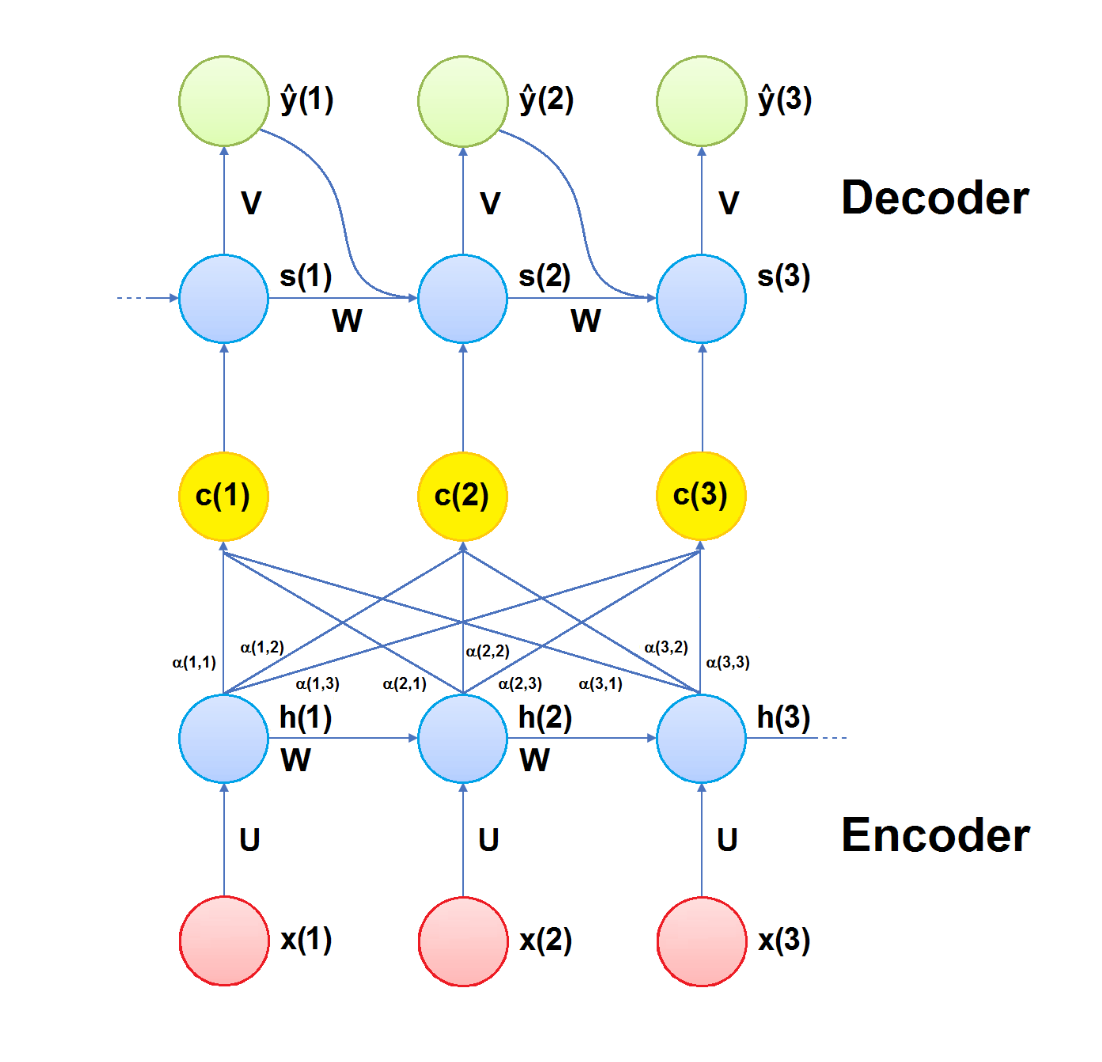 ŷ(1)
ŷ(2)
ŷ(3)
V
V
V
Decoder
s(1)
s(2)
s(3)
W
W
c(1)
c(2)
c(3)
α(1,1)
α(1,2)
α(2,2)
α(3,2)
α(3,3)
α(1,3)
α(2,1)
α(2,3)
α(3,1)
h(1)
h(2)
h(3)
W
W
U
U
U
Encoder
x(1)
x(2)
x(3)